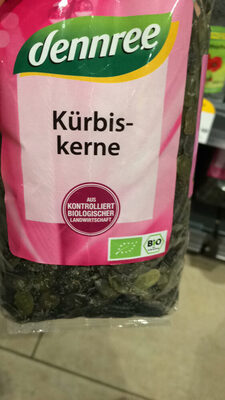 dennree
Kürbis-
kerne
AUS
KONTROLLIERT
BIOLOGISCHER
LANDWIRTSCHAFT
BIO